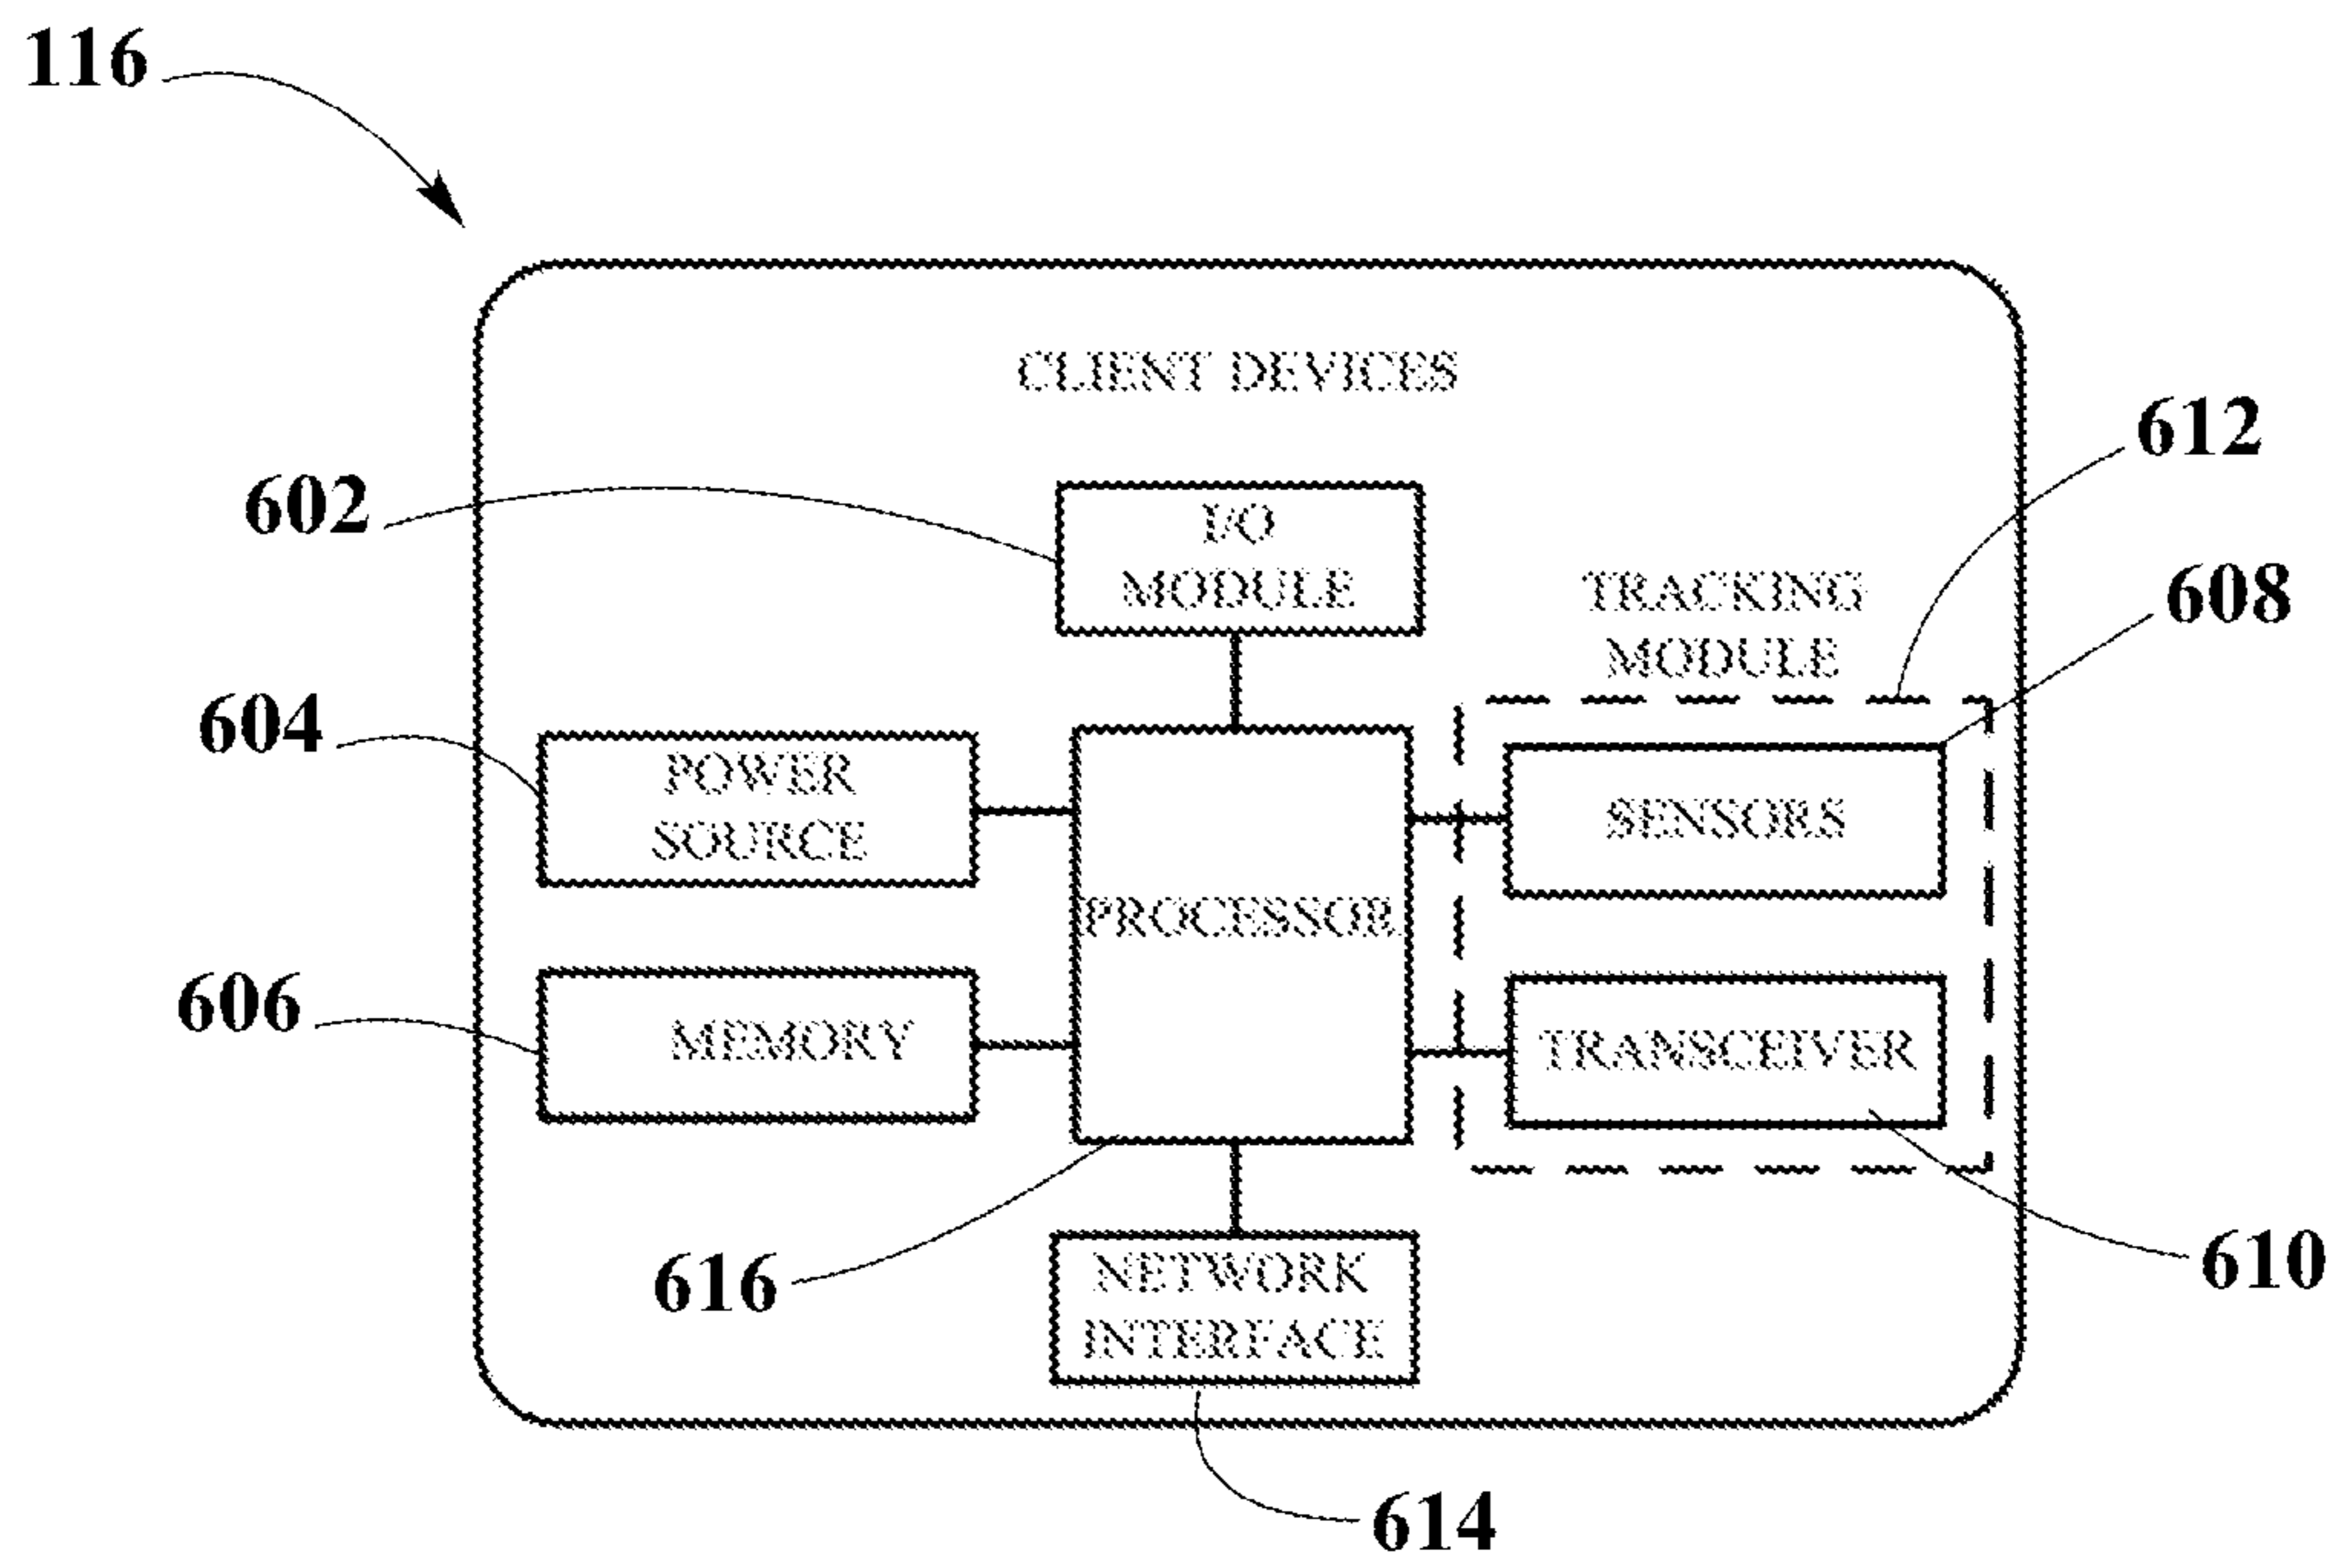 116
CLIENT DEVICES
612
602
I/O
MODULE
608
TRACKING
MODULE
604
POWER
SOURCE
SENSORS
PROCESSOR
606
MEMORY
TRANSCEIVER
616
NETWORK
INTERFACE
610
614